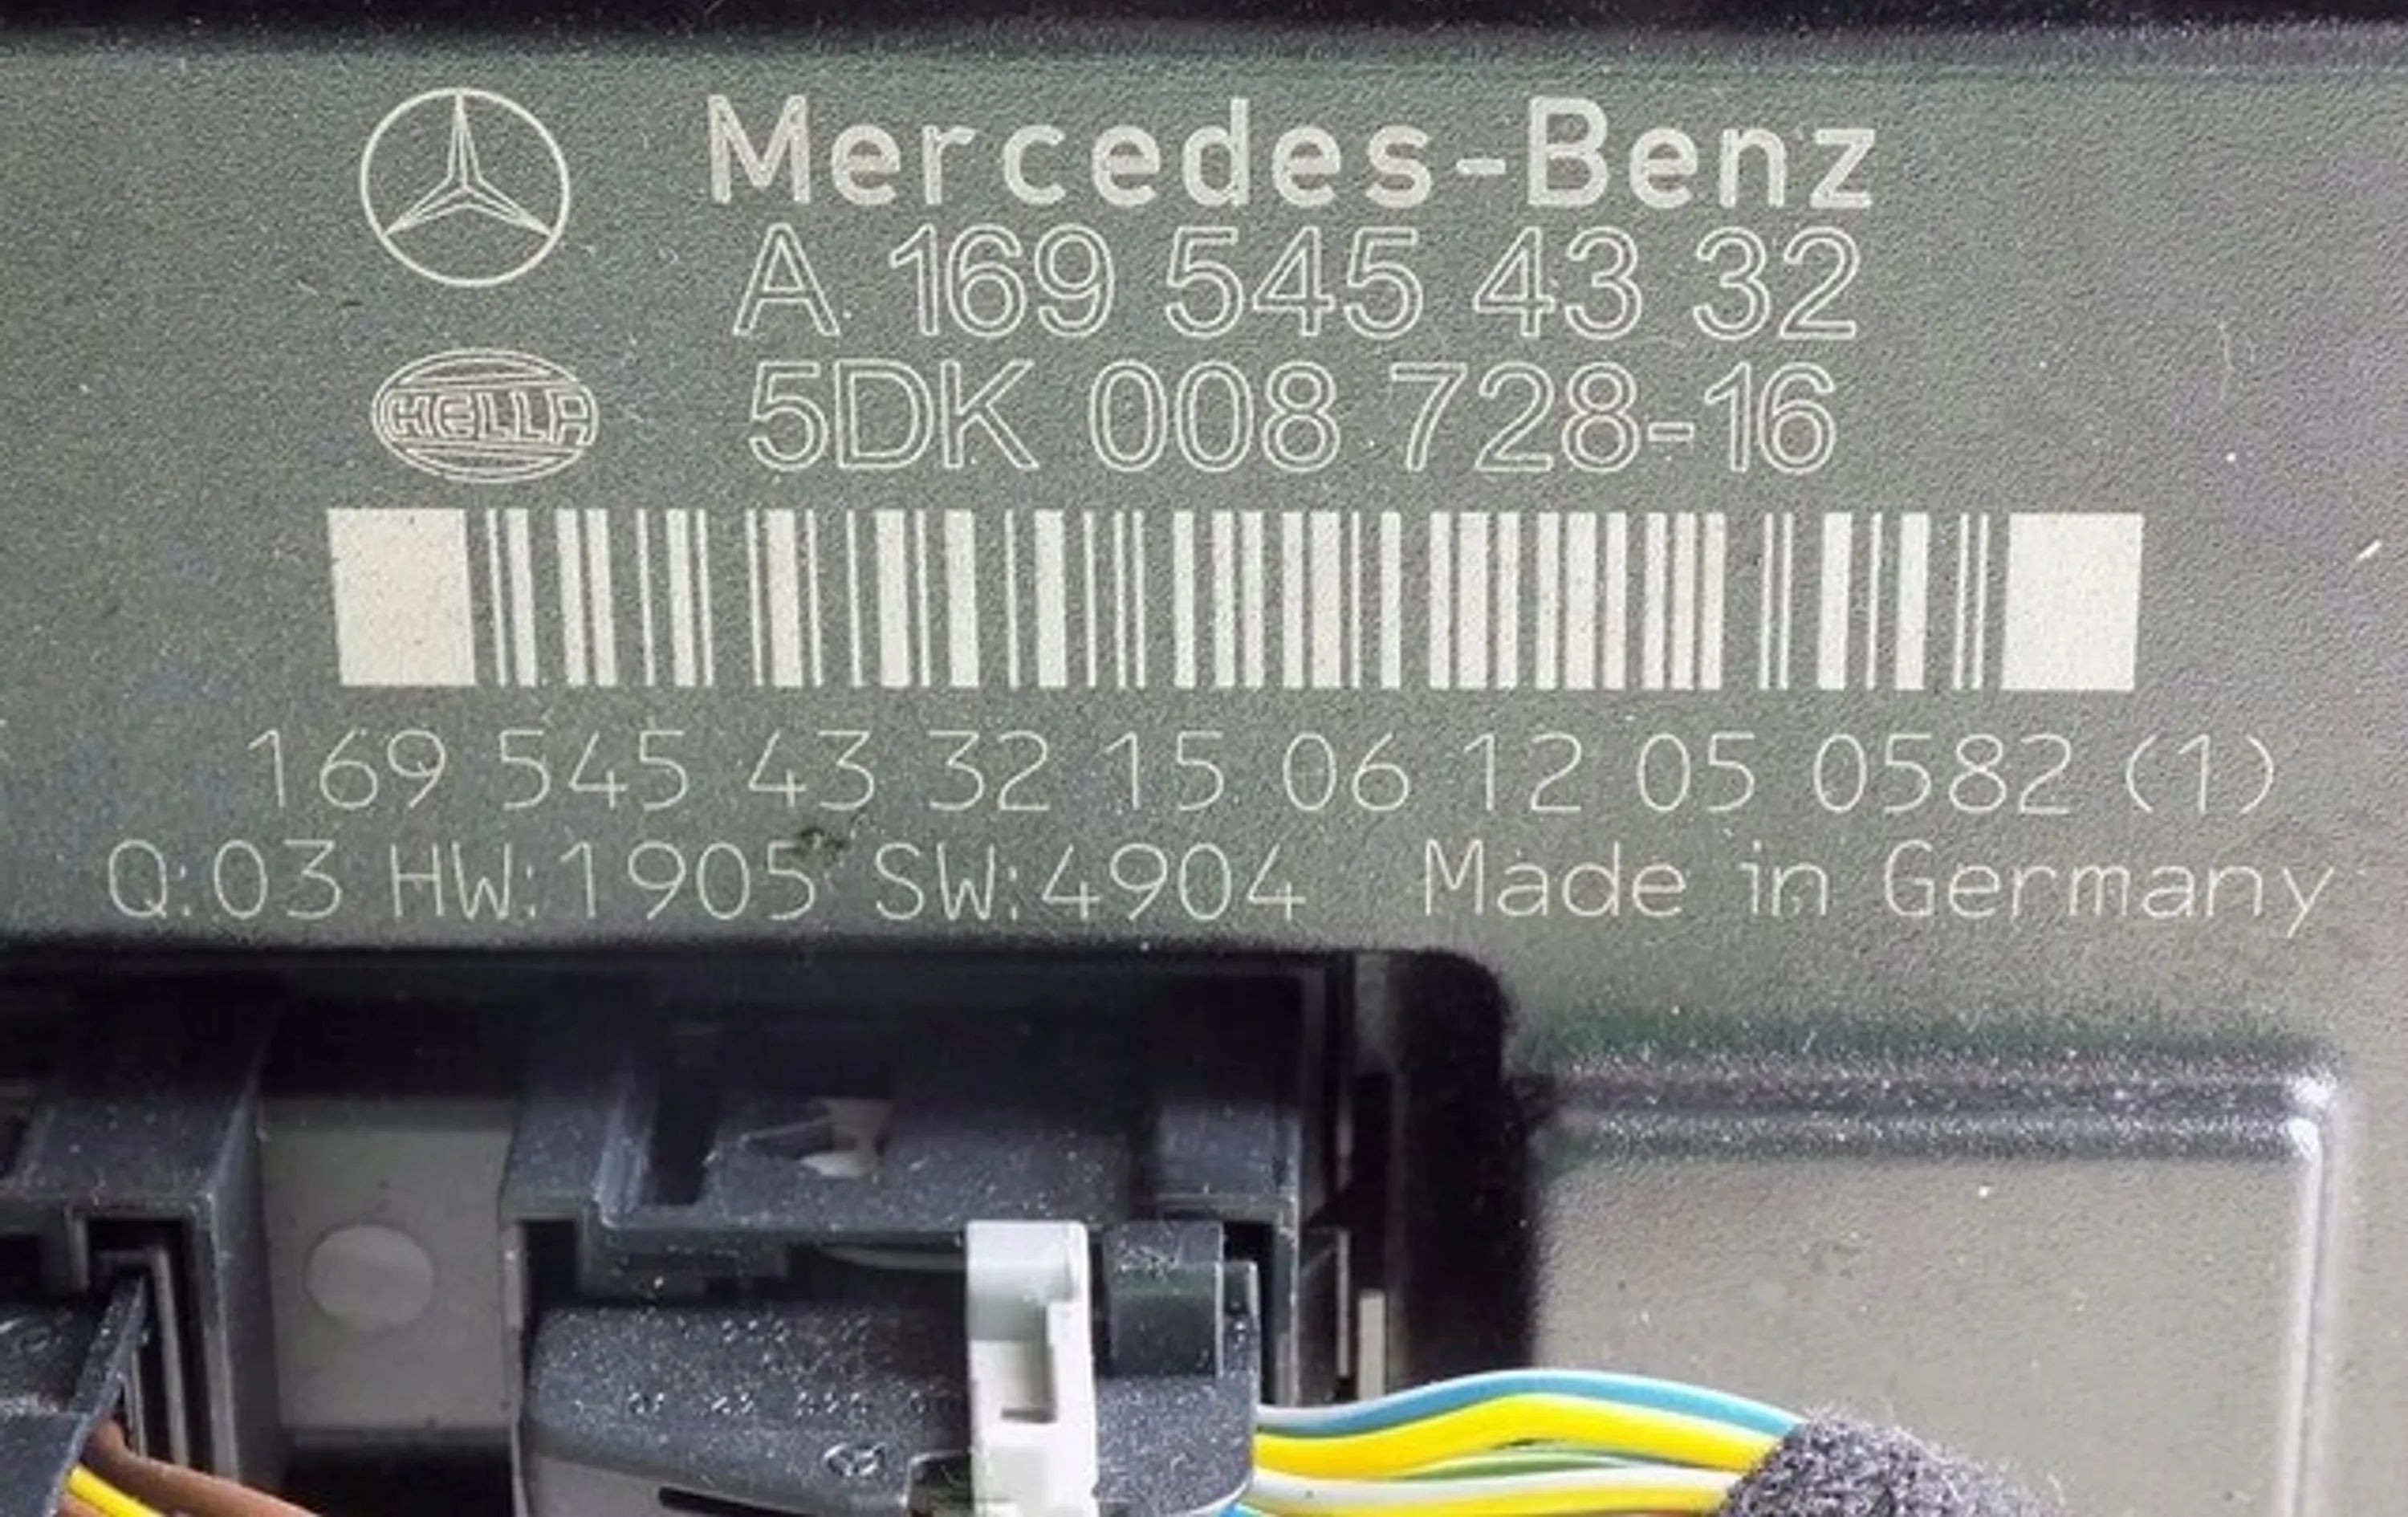 Mercedes-Benz
A 169 545 43 32
HELLA
5DK 008 728-16
169 545 43 32 15 06 12 05 0582 (1)
Q:03 HW:1905 SW:4904 Made in Germany